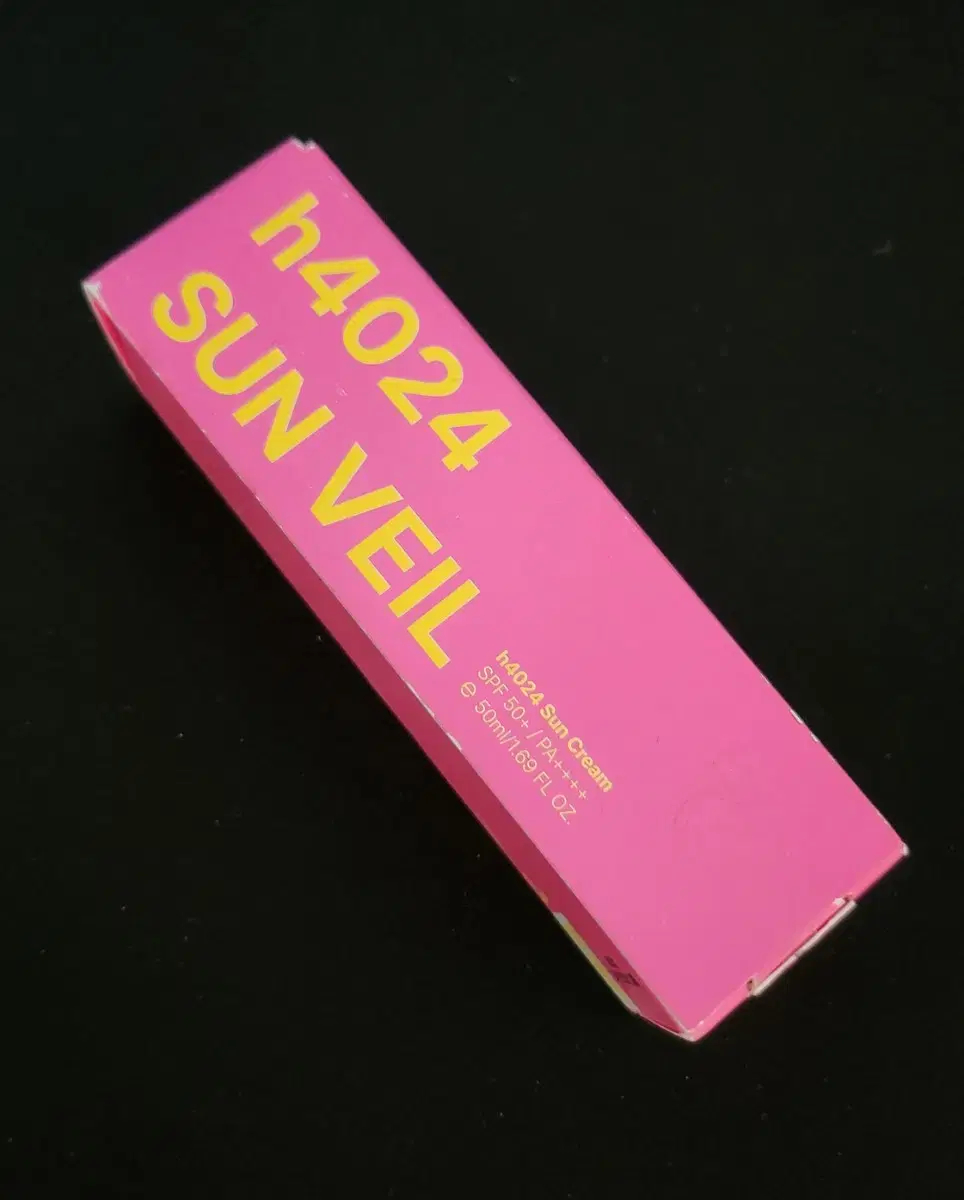 h4024
SUN VEIL
h4024 Sun Cream
SPF 50+ / PA++++
℮ 50ml/1.69 FL OZ.